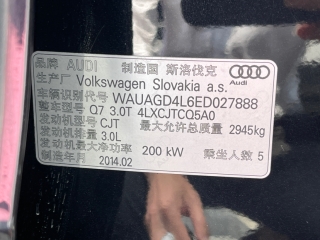 品牌 AUDI 制造国 斯洛伐克
生产厂 Volkswagen Slovakia a.s.
车辆识别代号 WAUAGD4L6ED027888
整车型号 Q7 3.0T 4LXCJTCQ5A0
发动机型号 CJT 最大允许总质量 2945kg
发动机排量 3.0L
发动机最大净功率 200 kW 乘坐人数 5
制造年月 2014.02